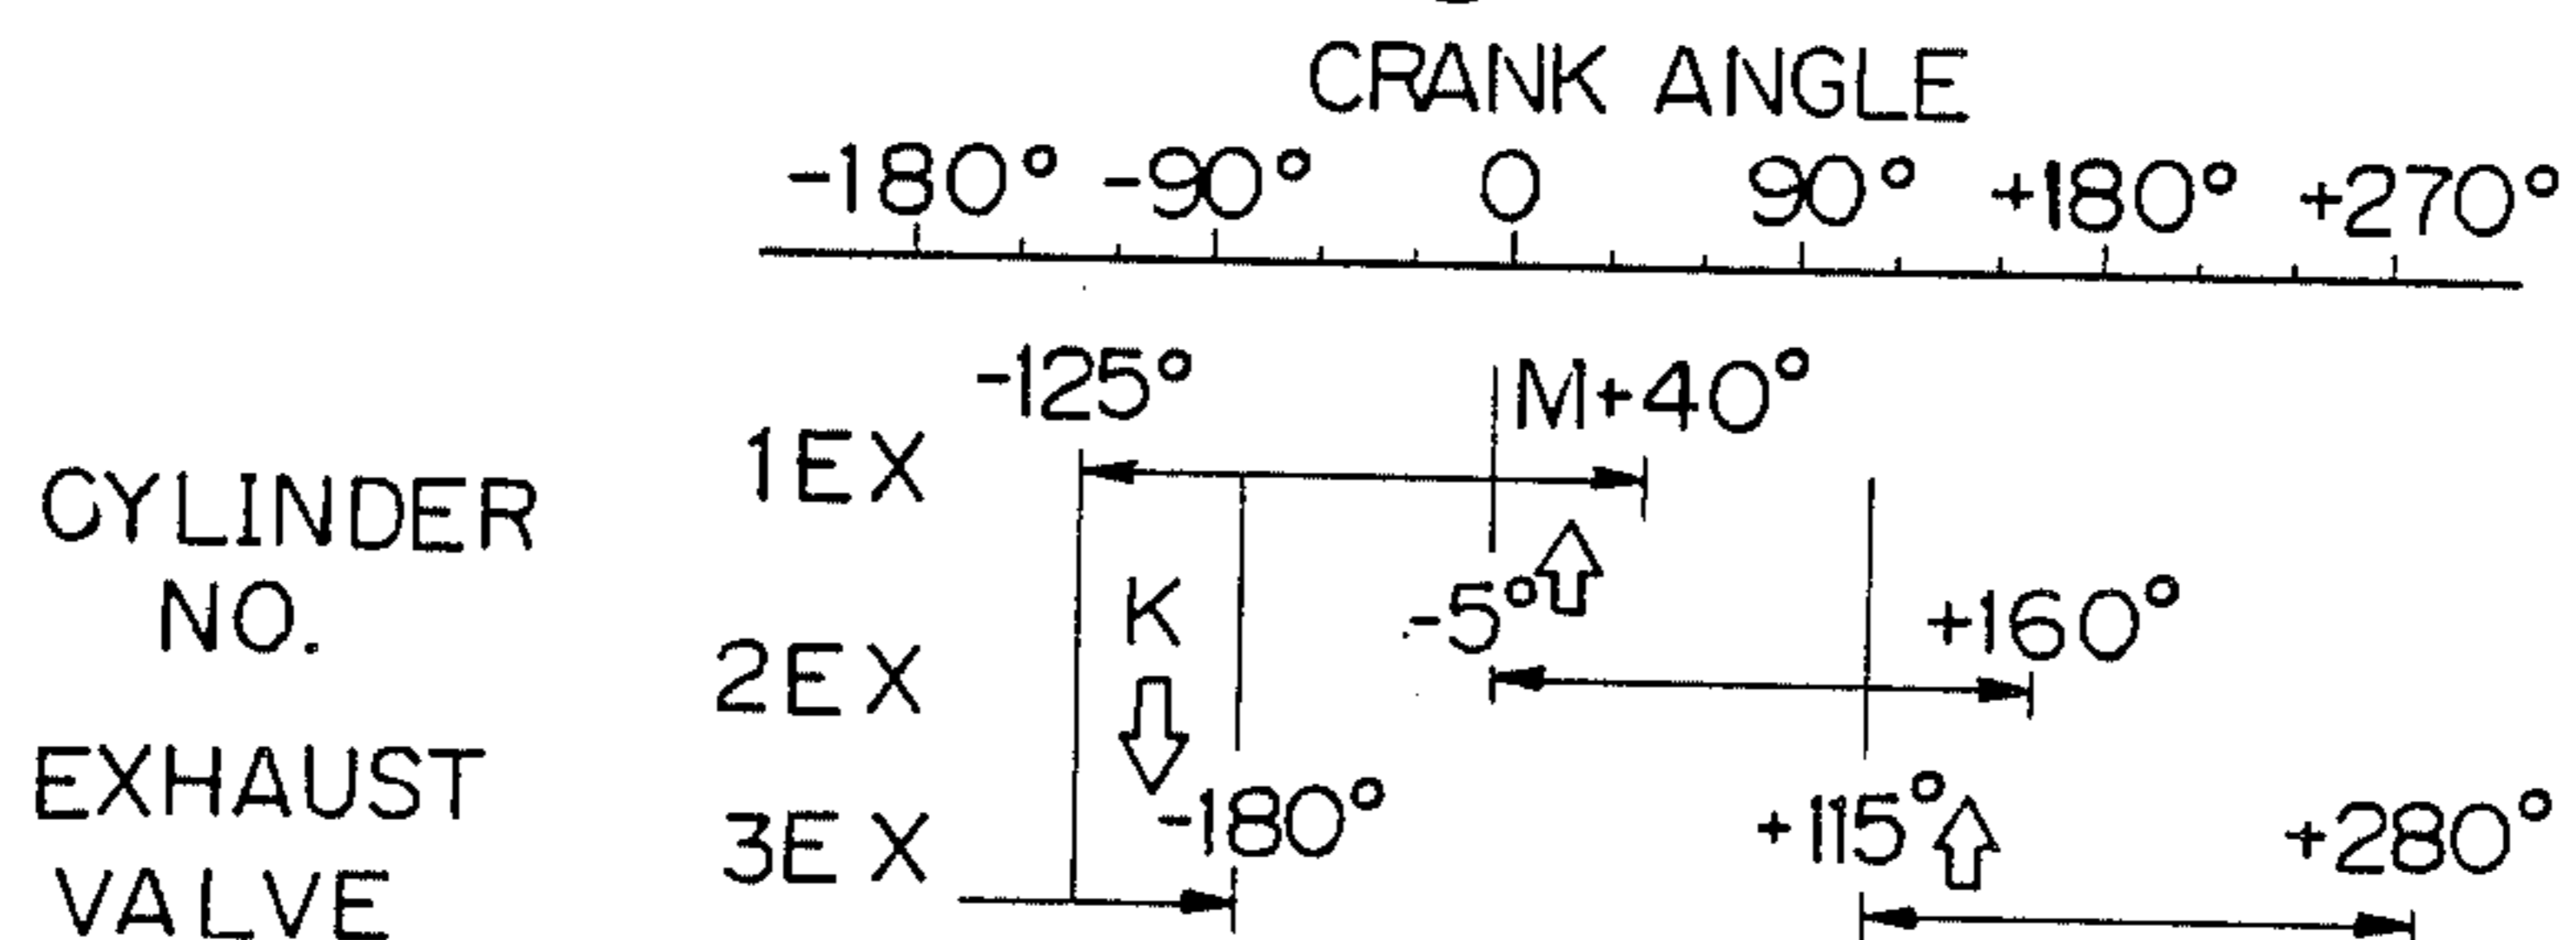 CRANK ANGLE
-180° -90° 0 90° +180° +270°
-125° M+40°
1EX
CYLINDER
NO.
K -5° +160°
2EX
EXHAUST
VALVE
3EX -180° +115° +280°